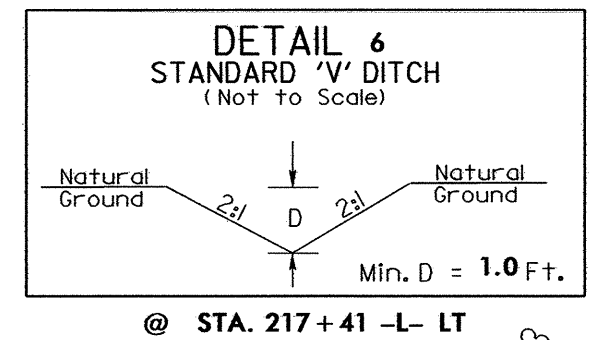 DETAIL 6
STANDARD 'V' DITCH
(Not to Scale)
Natural
Ground
2:1
D
2:1
Natural
Ground
Min. D = 1.0 Ft.
@ STA. 217+41 -L- LT